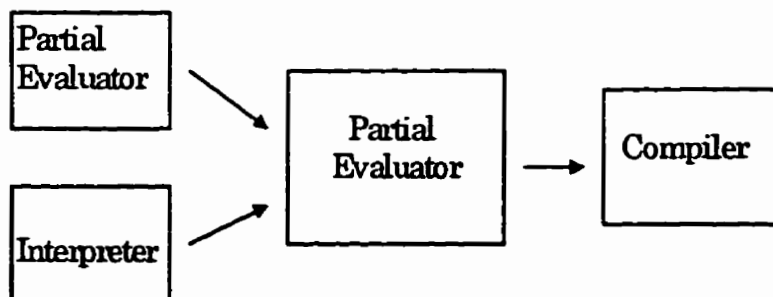 Partial
Evaluator
Interpreter
Partial
Evaluator
Compiler